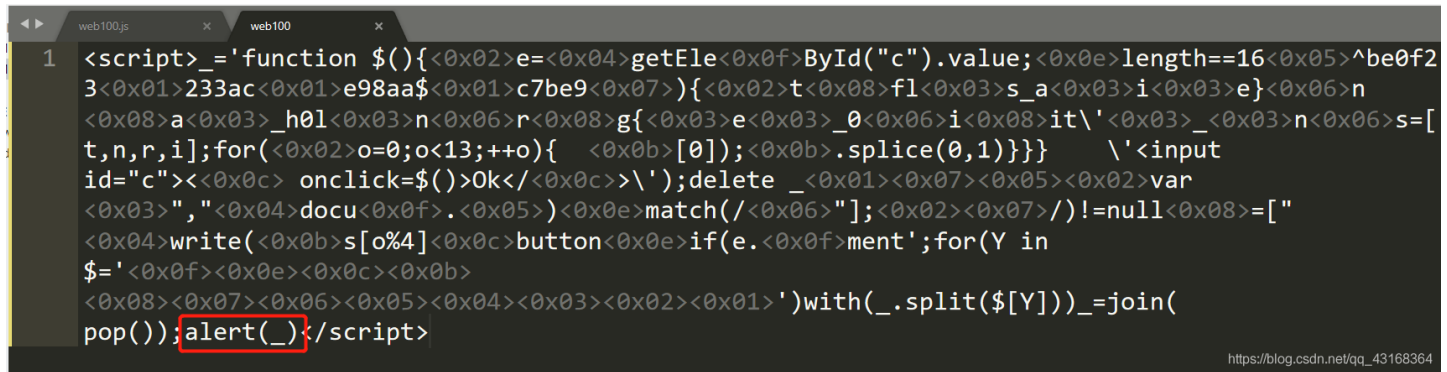 web100.js × web100 ×
1 <script>_='function $(){<0x02>e=<0x04>getEle<0x0f>ById("c").value;<0x0e>length==16<0x05>^be0f2
3<0x01>233ac<0x01>e98aa$<0x01>c7be9<0x07>){<0x02>t<0x08>fl<0x03>s_a<0x03>i<0x03>e}<0x06>n
<0x08>a<0x03>_h0l<0x03>n<0x06>r<0x08>g{<0x03>e<0x03>_0<0x06>i<0x08>it\'<0x03>_<0x03>n<0x06>s=[
t,n,r,i];for(<0x02>o=0;o<13;++o){  <0x0b>[0]);<0x0b>.splice(0,1)}}}    \'<input
id="c"><<0x0c> onclick=$()>Ok</<0x0c>>\');delete _<0x01><0x07><0x05><0x02>var
<0x03>","<0x04>docu<0x0f>.<0x05>)<0x0e>match(/<0x06>"];<0x02><0x07>/)!=null<0x08>=["
<0x04>write(<0x0b>s[o%4]<0x0c>button<0x0e>if(e.<0x0f>ment';for(Y in
$='<0x0f><0x0e><0x0c><0x0b>
<0x08><0x07><0x06><0x05><0x04><0x03><0x02><0x01>')with(_.split($[Y]))_=join(
pop());alert(_)</script>
https://blog.csdn.net/qq_43168364